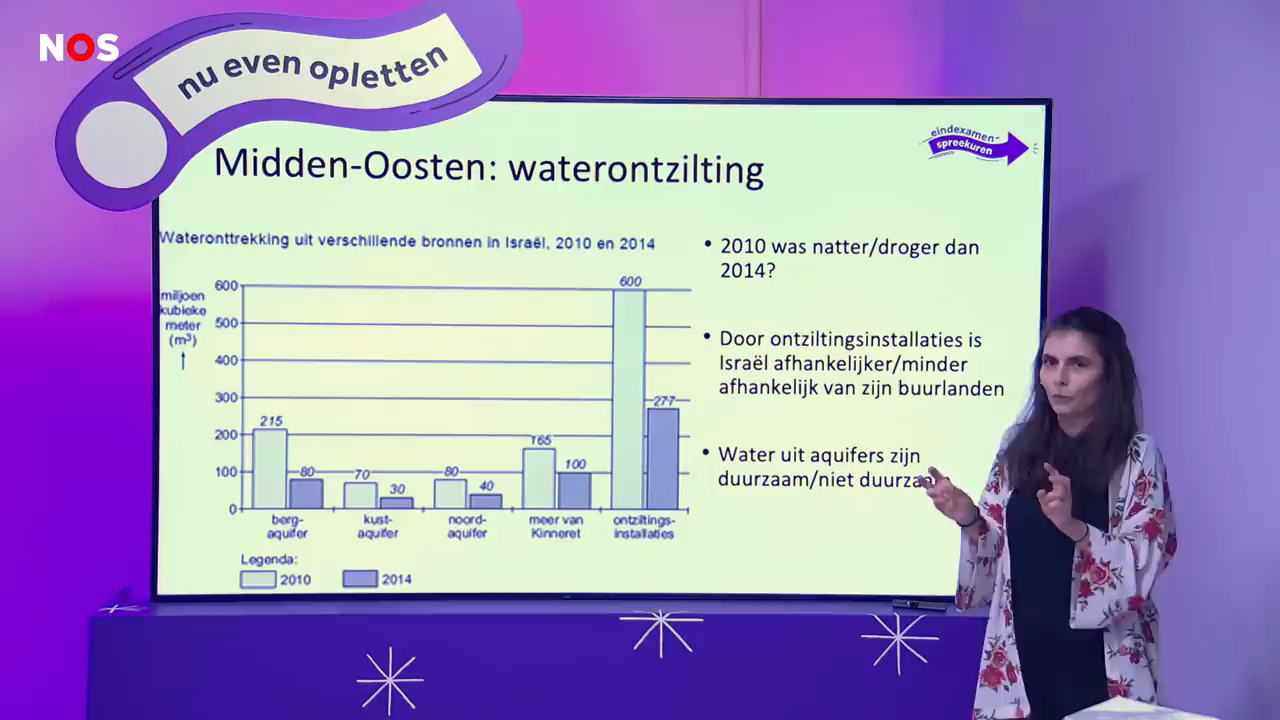 NOS
nu even opletten
eindexamen-
spreekuren
Midden-Oosten: waterontzilting
Wateronttrekking uit verschillende bronnen in Israël, 2010 en 2014
miljoen
kubieke
meter
(m³)
600
500
400
300
200
100
0
215
80
70
30
80
40
165
100
600
277
berg-
aquifer
kust-
aquifer
noord-
aquifer
meer van
Kinneret
ontziltings-
installaties
Legenda:
2010
2014
• 2010 was natter/droger dan
2014?
• Door ontziltingsinstallaties is
Israël afhankelijker/minder
afhankelijk van zijn buurlanden
• Water uit aquifers zijn
duurzaam/niet